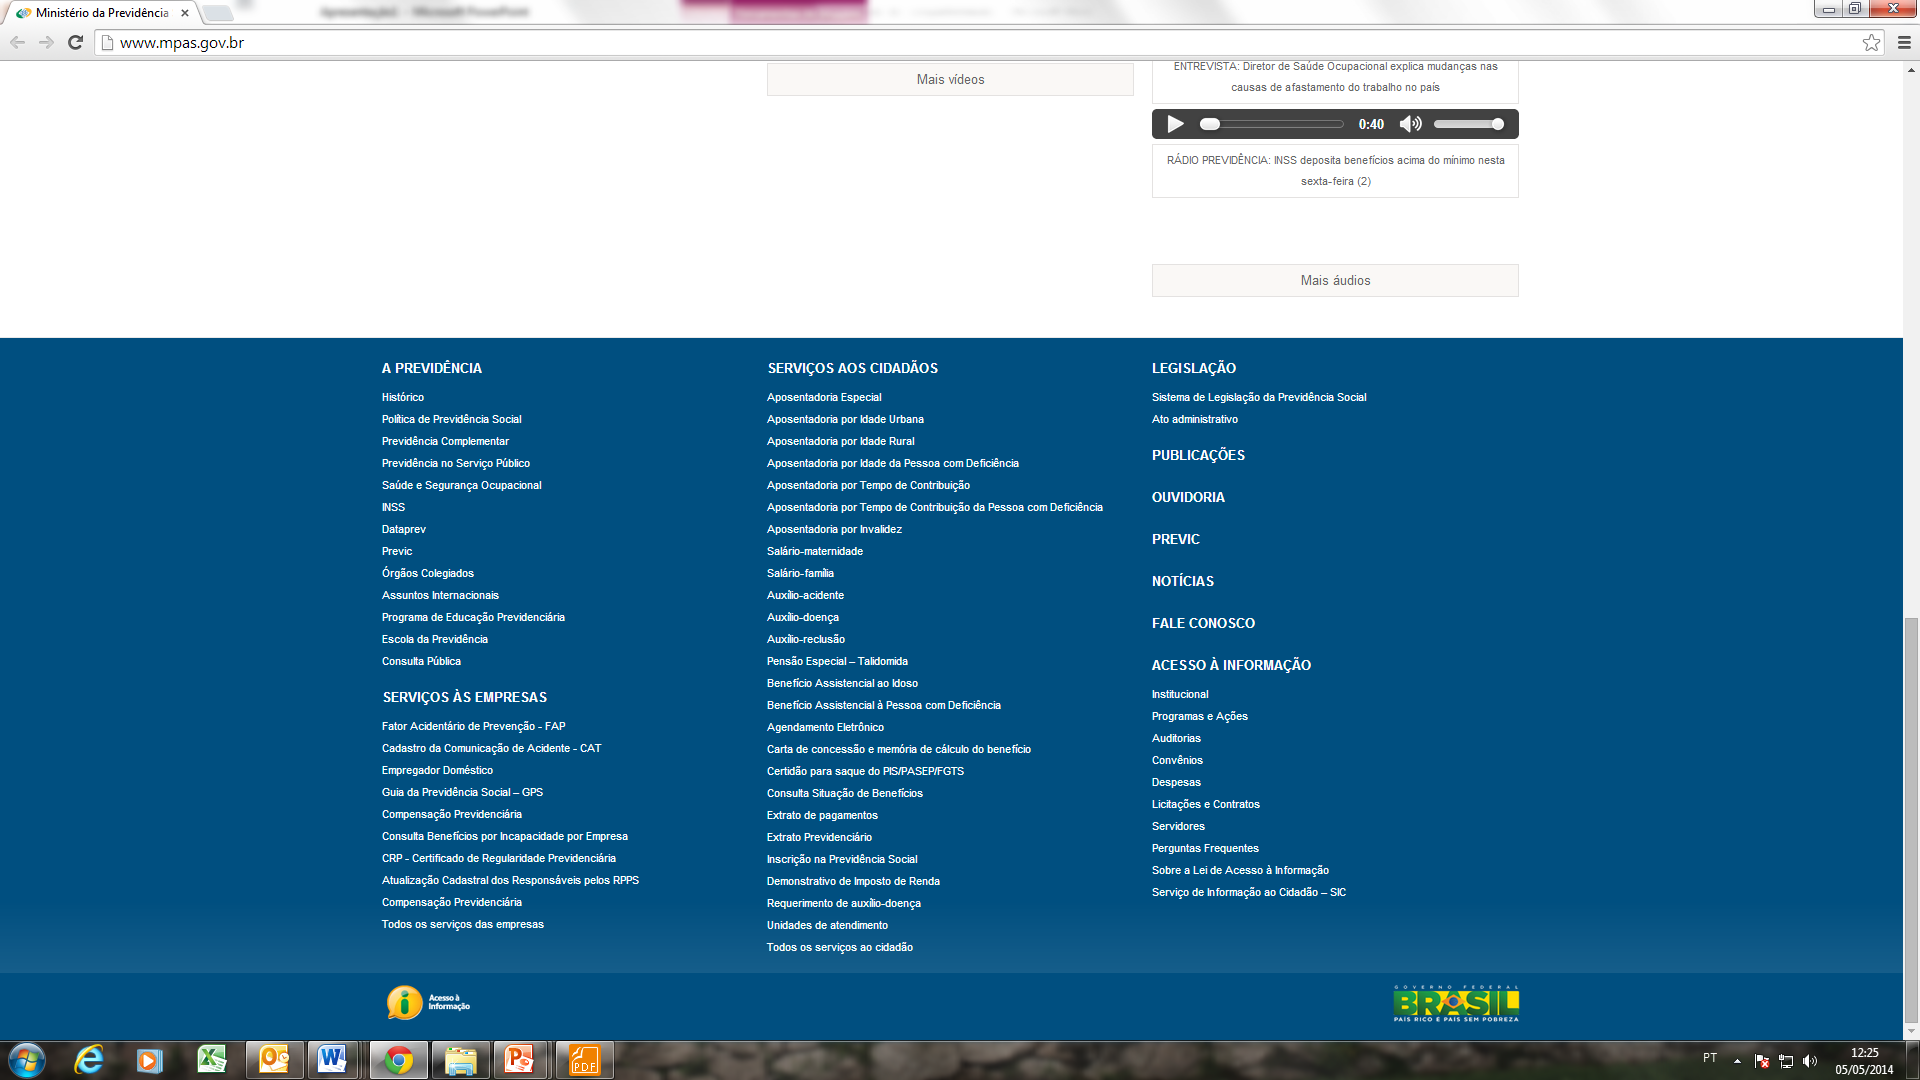 Ministério da Previdência
Apresentação1 - Microsoft PowerPoint
www.mpas.gov.br
Mais vídeos
ENTREVISTA: Diretor de Saúde Ocupacional explica mudanças nas
causas de afastamento do trabalho no país
0:40
RÁDIO PREVIDÊNCIA: INSS deposita benefícios acima do mínimo nesta
sexta-feira (2)
Mais áudios
A PREVIDÊNCIA
Histórico
Política de Previdência Social
Previdência Complementar
Previdência no Serviço Público
Saúde e Segurança Ocupacional
INSS
Dataprev
Previc
Órgãos Colegiados
Assuntos Internacionais
Programa de Educação Previdenciária
Escola da Previdência
Consulta Pública
SERVIÇOS ÀS EMPRESAS
Fator Acidentário de Prevenção - FAP
Cadastro da Comunicação de Acidente - CAT
Empregador Doméstico
Guia da Previdência Social – GPS
Compensação Previdenciária
Consulta Benefícios por Incapacidade por Empresa
CRP - Certificado de Regularidade Previdenciária
Atualização Cadastral dos Responsáveis pelos RPPS
Compensação Previdenciária
Todos os serviços das empresas
SERVIÇOS AOS CIDADÃOS
Aposentadoria Especial
Aposentadoria por Idade Urbana
Aposentadoria por Idade Rural
Aposentadoria por Idade da Pessoa com Deficiência
Aposentadoria por Tempo de Contribuição
Aposentadoria por Tempo de Contribuição da Pessoa com Deficiência
Aposentadoria por Invalidez
Salário-maternidade
Salário-família
Auxílio-acidente
Auxílio-doença
Auxílio-reclusão
Pensão Especial – Talidomida
Benefício Assistencial ao Idoso
Benefício Assistencial à Pessoa com Deficiência
Agendamento Eletrônico
Carta de concessão e memória de cálculo do benefício
Certidão para saque do PIS/PASEP/FGTS
Consulta Situação de Benefícios
Extrato de pagamentos
Extrato Previdenciário
Inscrição na Previdência Social
Demonstrativo de Imposto de Renda
Requerimento de auxílio-doença
Unidades de atendimento
Todos os serviços ao cidadão
LEGISLAÇÃO
Sistema de Legislação da Previdência Social
Ato administrativo
PUBLICAÇÕES
OUVIDORIA
PREVIC
NOTÍCIAS
FALE CONOSCO
ACESSO À INFORMAÇÃO
Institucional
Programas e Ações
Auditorias
Convênios
Despesas
Licitações e Contratos
Servidores
Perguntas Frequentes
Sobre a Lei de Acesso à Informação
Serviço de Informação ao Cidadão – SIC
Acesso à
Informação
GOVERNO FEDERAL
BRASIL
PAÍS RICO É PAÍS SEM POBREZA
PDF
PT
12:25
05/05/2014